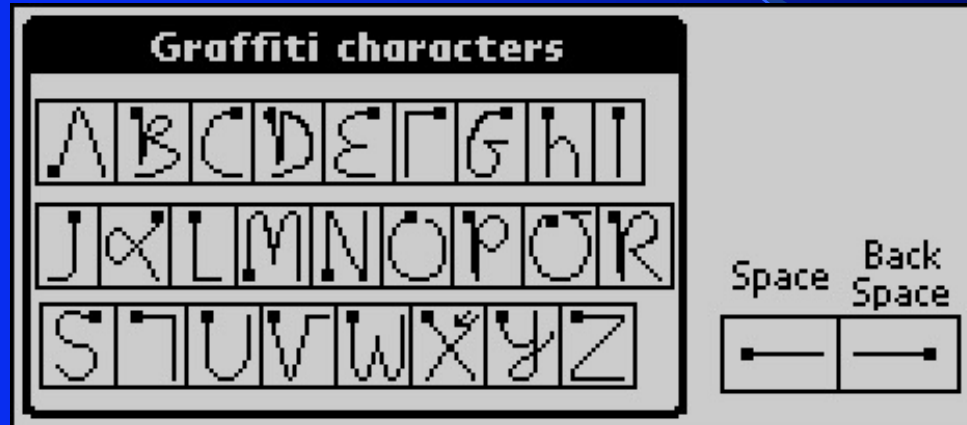 Graffiti characters
A B C D E F G H I
J K L M N O P Q R
S T U V W X Y Z
Space
Back
Space